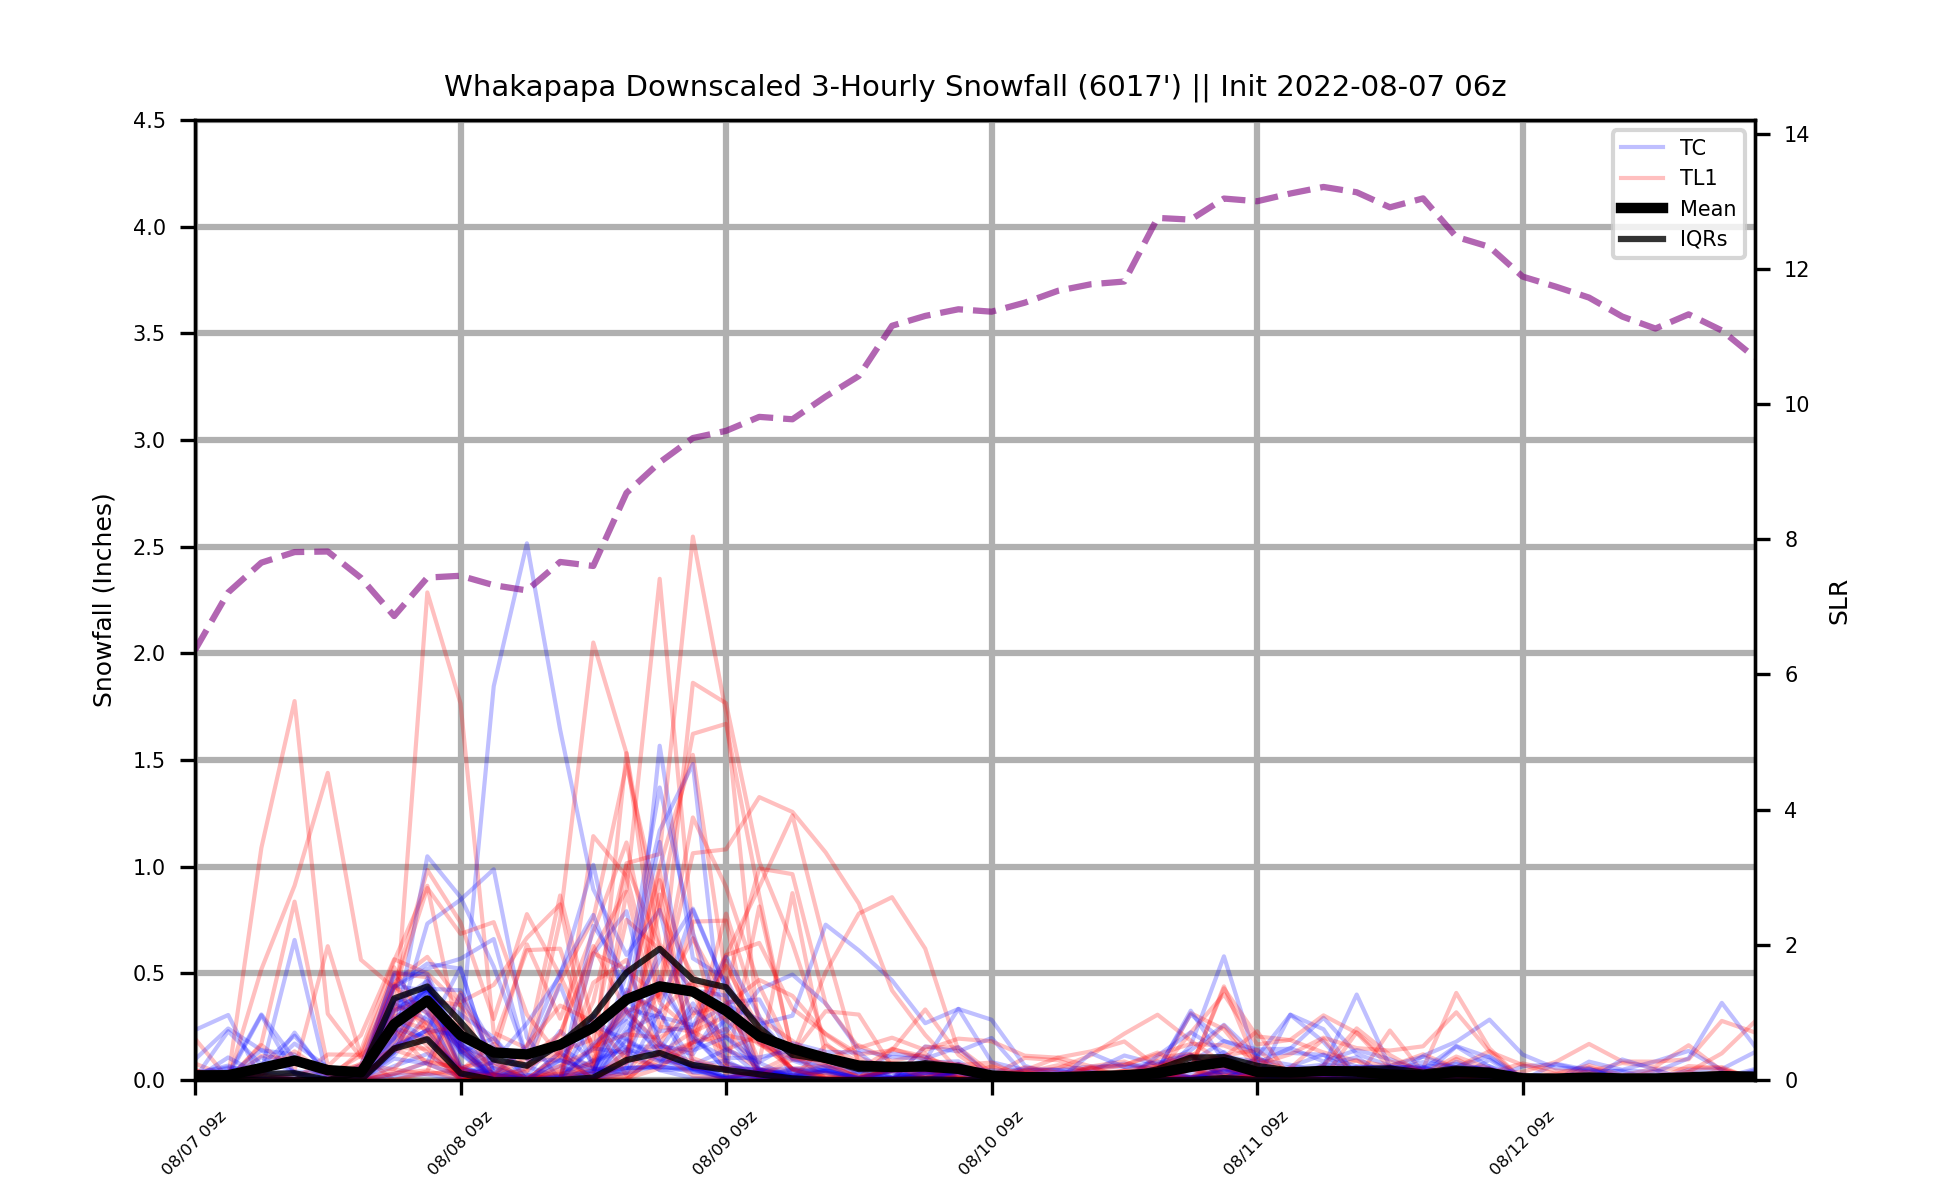 Whakapapa Downscaled 3-Hourly Snowfall (6017') || Init 2022-08-07 06z
4.5
4.0
3.5
3.0
2.5
2.0
1.5
1.0
0.5
0.0
Snowfall (Inches)
14
12
10
8
6
4
2
0
SLR
TC
TL1
Mean
IQRs
08/07 09z
08/08 09z
08/09 09z
08/10 09z
08/11 09z
08/12 09z